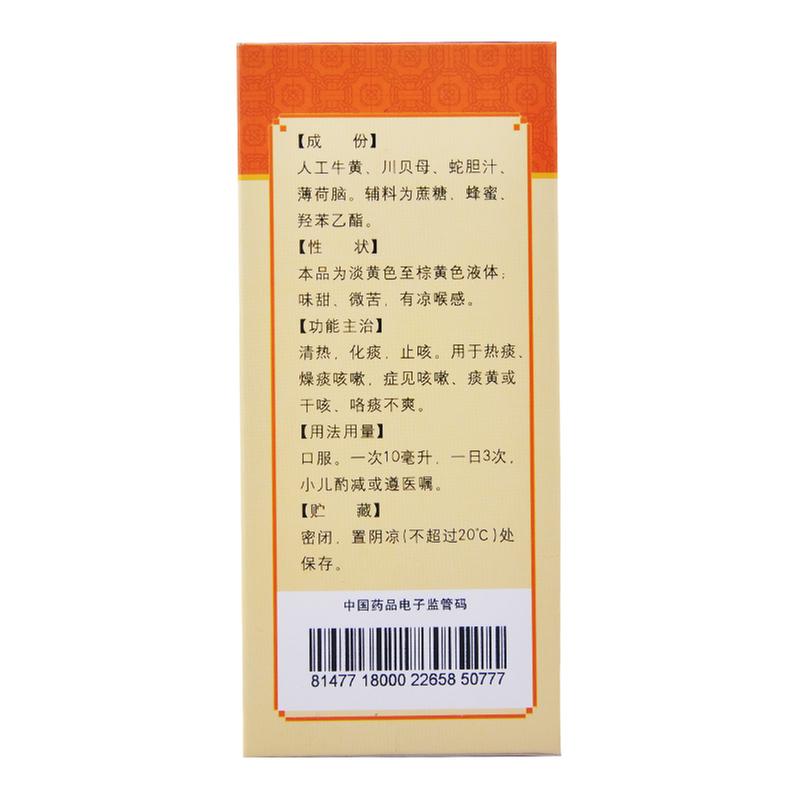 【成 份】
人工牛黄、川贝母、蛇胆汁、
薄荷脑。辅料为蔗糖，蜂蜜、
羟苯乙酯。
【性 状】
本品为淡黄色至棕黄色液体；
味甜、微苦，有凉喉感。
【功能主治】
清热，化痰，止咳。用于热痰、
燥痰咳嗽，症见咳嗽、痰黄或
干咳、咯痰不爽。
【用法用量】
口服。一次10毫升，一日3次，
小儿酌减或遵医嘱。
【贮 藏】
密闭，置阴凉(不超过20℃)处
保存。
中国药品电子监管码
81477 18000 22658 50777